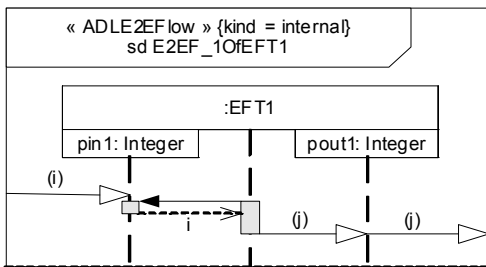 « ADLE2EFlow » {kind = internal}
sd E2EF_1OfEFT1
:EFT1
pin1: Integer
pout1: Integer
(i)
i
(j)
(j)